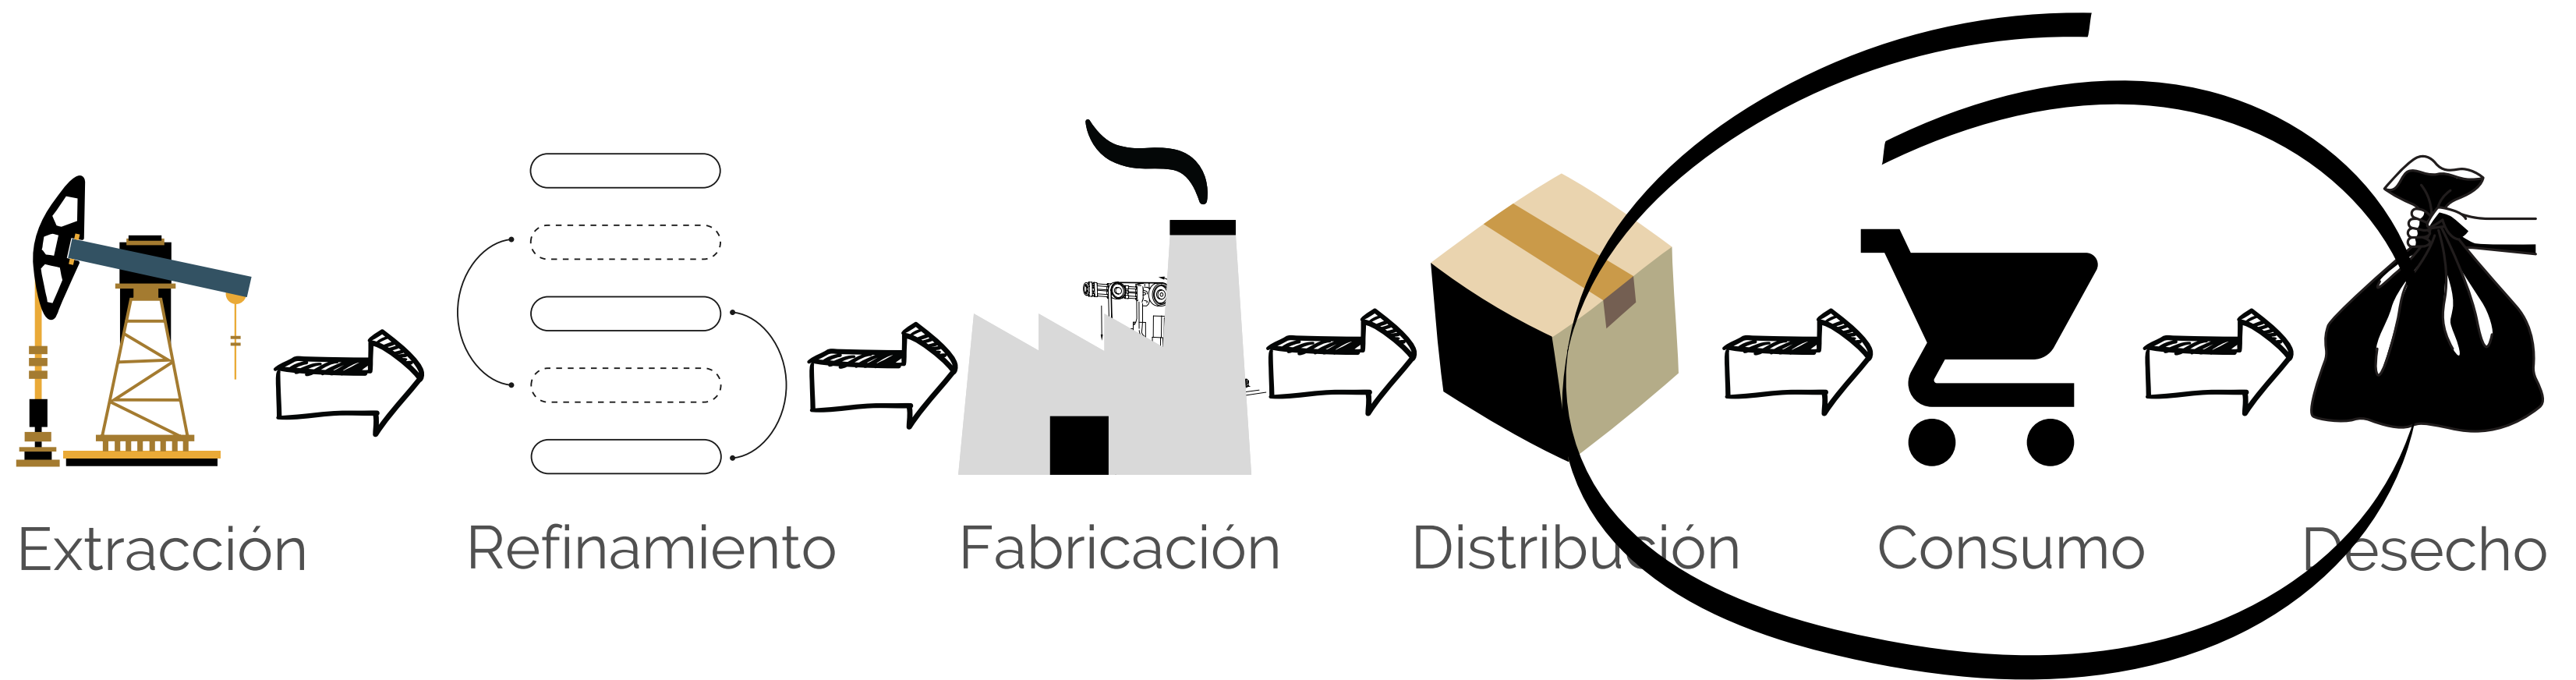 Extracción
Refinamiento
Fabricación
Distribución
Consumo
Desecho